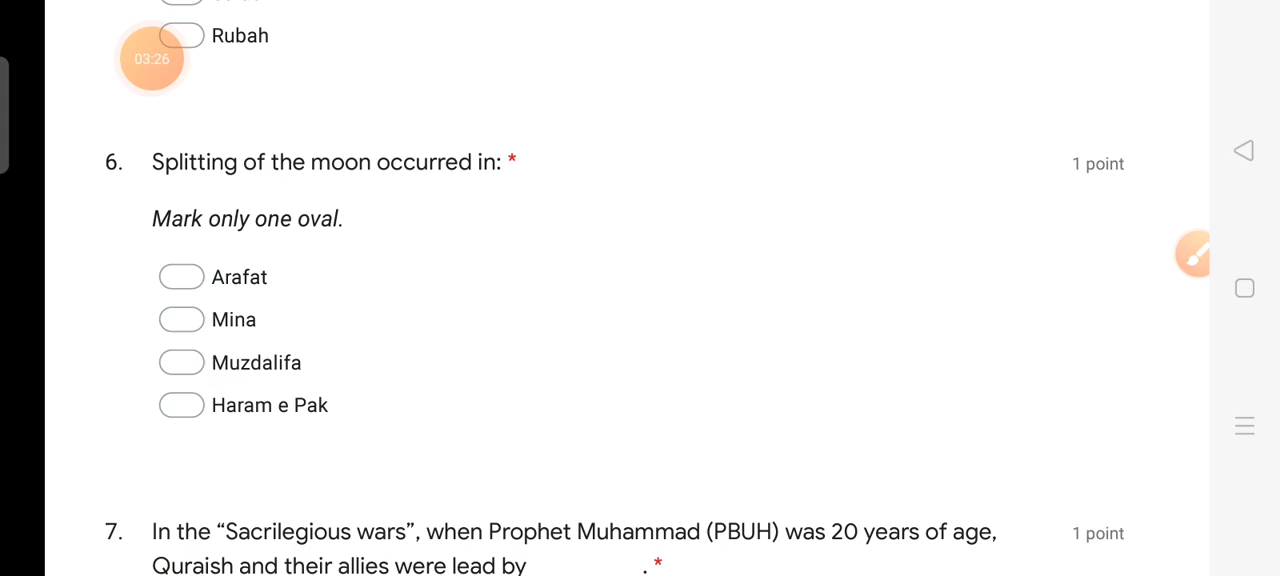 Rubah
03:26
6. Splitting of the moon occurred in: * 1 point
Mark only one oval.
Arafat
Mina
Muzdalifa
Haram e Pak
7. In the “Sacrilegious wars”, when Prophet Muhammad (PBUH) was 20 years of age, 1 point
Quraish and their allies were lead by . *